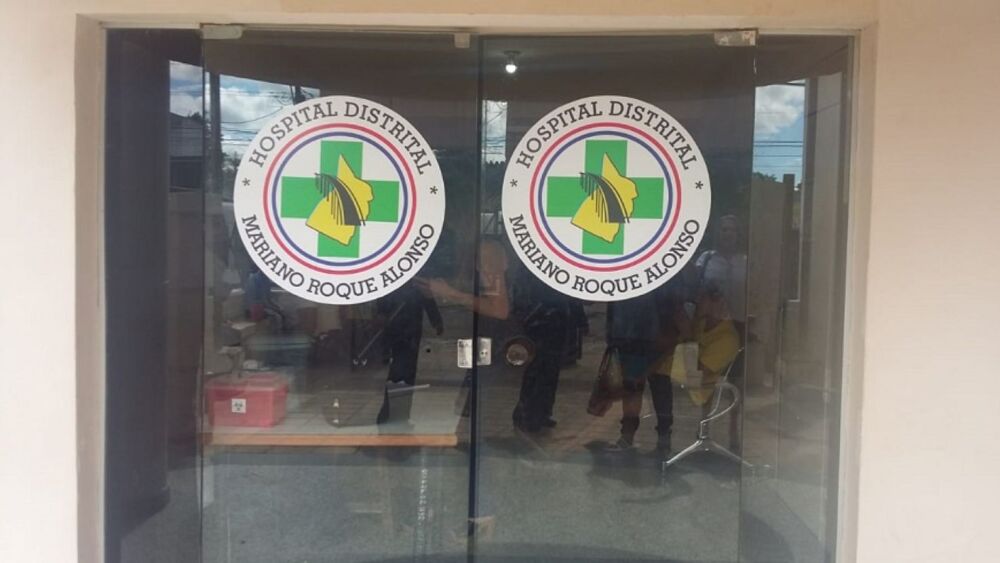 * HOSPITAL DISTRITAL *
MARIANO ROQUE ALONSO
* HOSPITAL DISTRITAL *
MARIANO ROQUE ALONSO